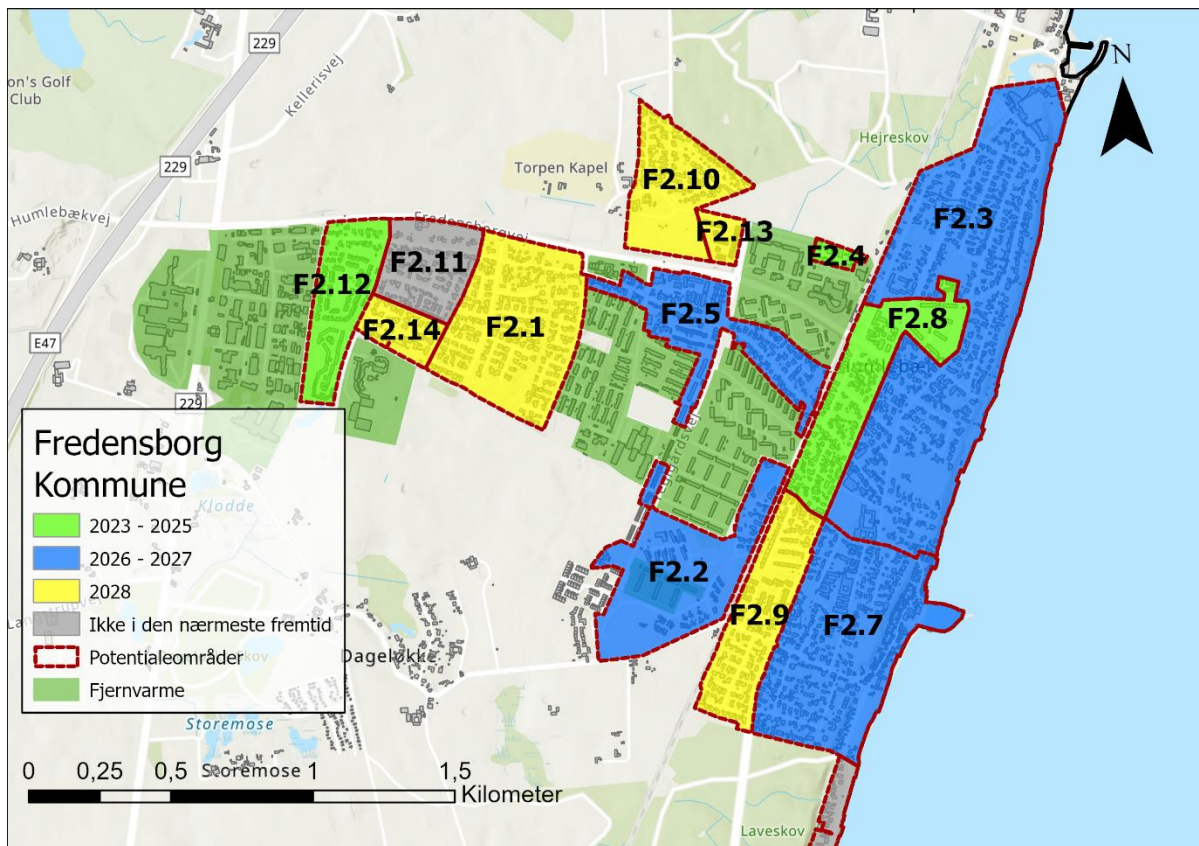 229
on's Golf
Club
Kellerisvej
N
Hejreskov
229
Torpen Kapel
F2.10
F2.3
Humlebækvej
Fredensborgvej
F2.13
F2.11
F2.4
F2.12
F2.5
F2.1
F2.8
F2.14
E47
229
Fredensborg
Kommune
2023 - 2025
2026 - 2027
2028
Ikke i den nærmeste fremtid
Potentialeområder
Fjernvarme
Klodde
F2.2
F2.9
F2.7
Dageløkke
Storemose
Storemose
0 0,25 0,5 1 1,5
Kilometer
Laveskov